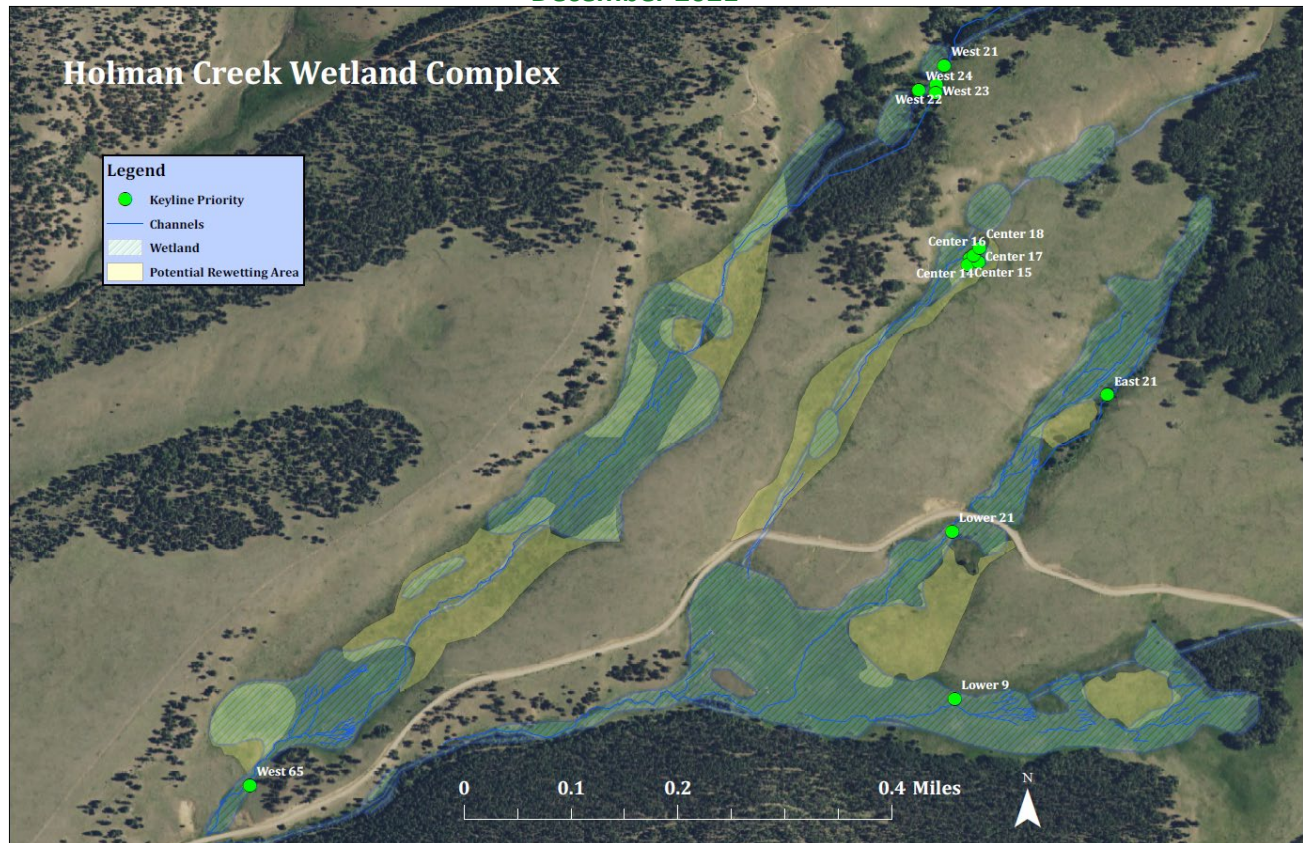 December 2021
Holman Creek Wetland Complex
Legend
Keyline Priority
Channels
Wetland
Potential Rewetting Area
West 21
West 24
West 23
West 22
Center 18
Center 16
Center 17
Center 14
Center 15
East 21
Lower 21
Lower 9
West 65
0 0.1 0.2 0.4 Miles
N